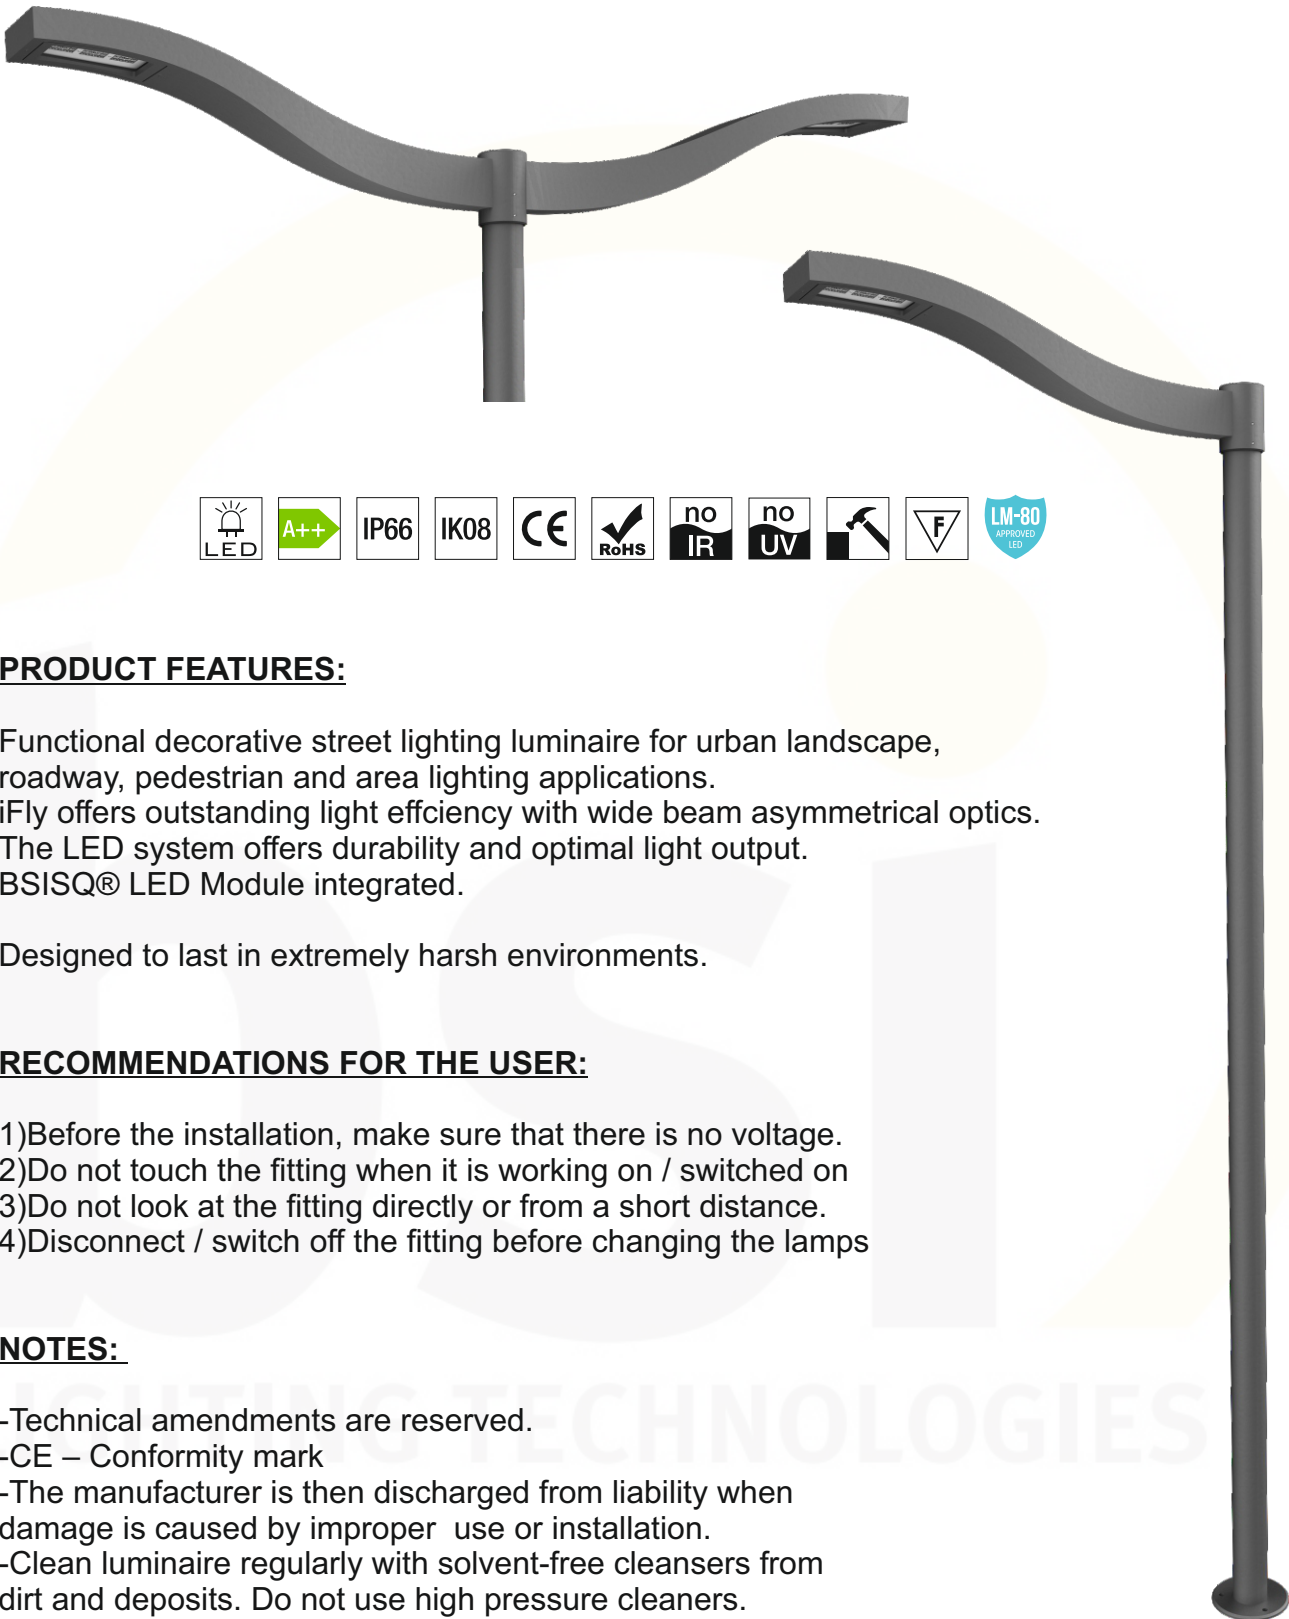 LED
A++
IP66
IK08
CE
RoHS
no
IR
no
UV
F
LM-80
APPROVED
LED
PRODUCT FEATURES:
Functional decorative street lighting luminaire for urban landscape,
roadway, pedestrian and area lighting applications.
iFly offers outstanding light effciency with wide beam asymmetrical optics.
The LED system offers durability and optimal light output.
BSISQ® LED Module integrated.
Designed to last in extremely harsh environments.
RECOMMENDATIONS FOR THE USER:
1)Before the installation, make sure that there is no voltage.
2)Do not touch the fitting when it is working on / switched on
3)Do not look at the fitting directly or from a short distance.
4)Disconnect / switch off the fitting before changing the lamps
NOTES:
-Technical amendments are reserved.
-CE – Conformity mark
-The manufacturer is then discharged from liability when
damage is caused by improper  use or installation.
-Clean luminaire regularly with solvent-free cleansers from
dirt and deposits. Do not use high pressure cleaners.
bsi
LIGHTING TECHNOLOGIES